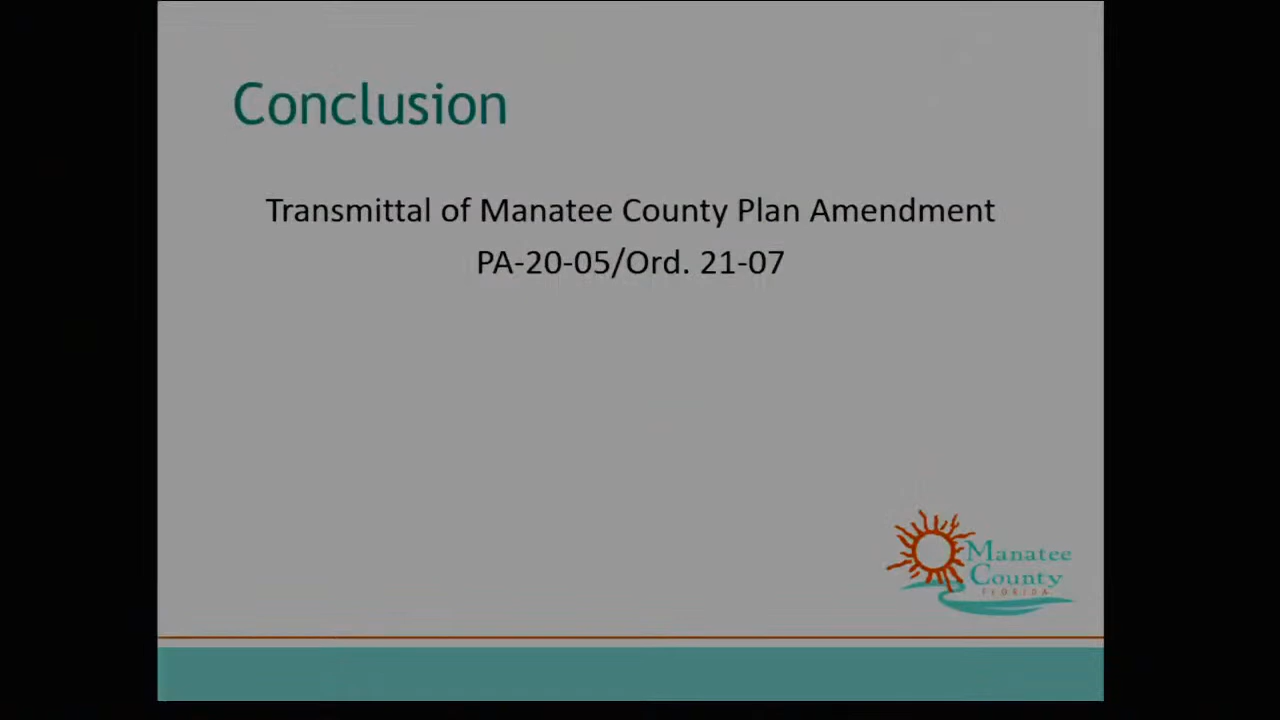 Conclusion
Transmittal of Manatee County Plan Amendment
PA-20-05/Ord. 21-07
Manatee
County
FLORIDA